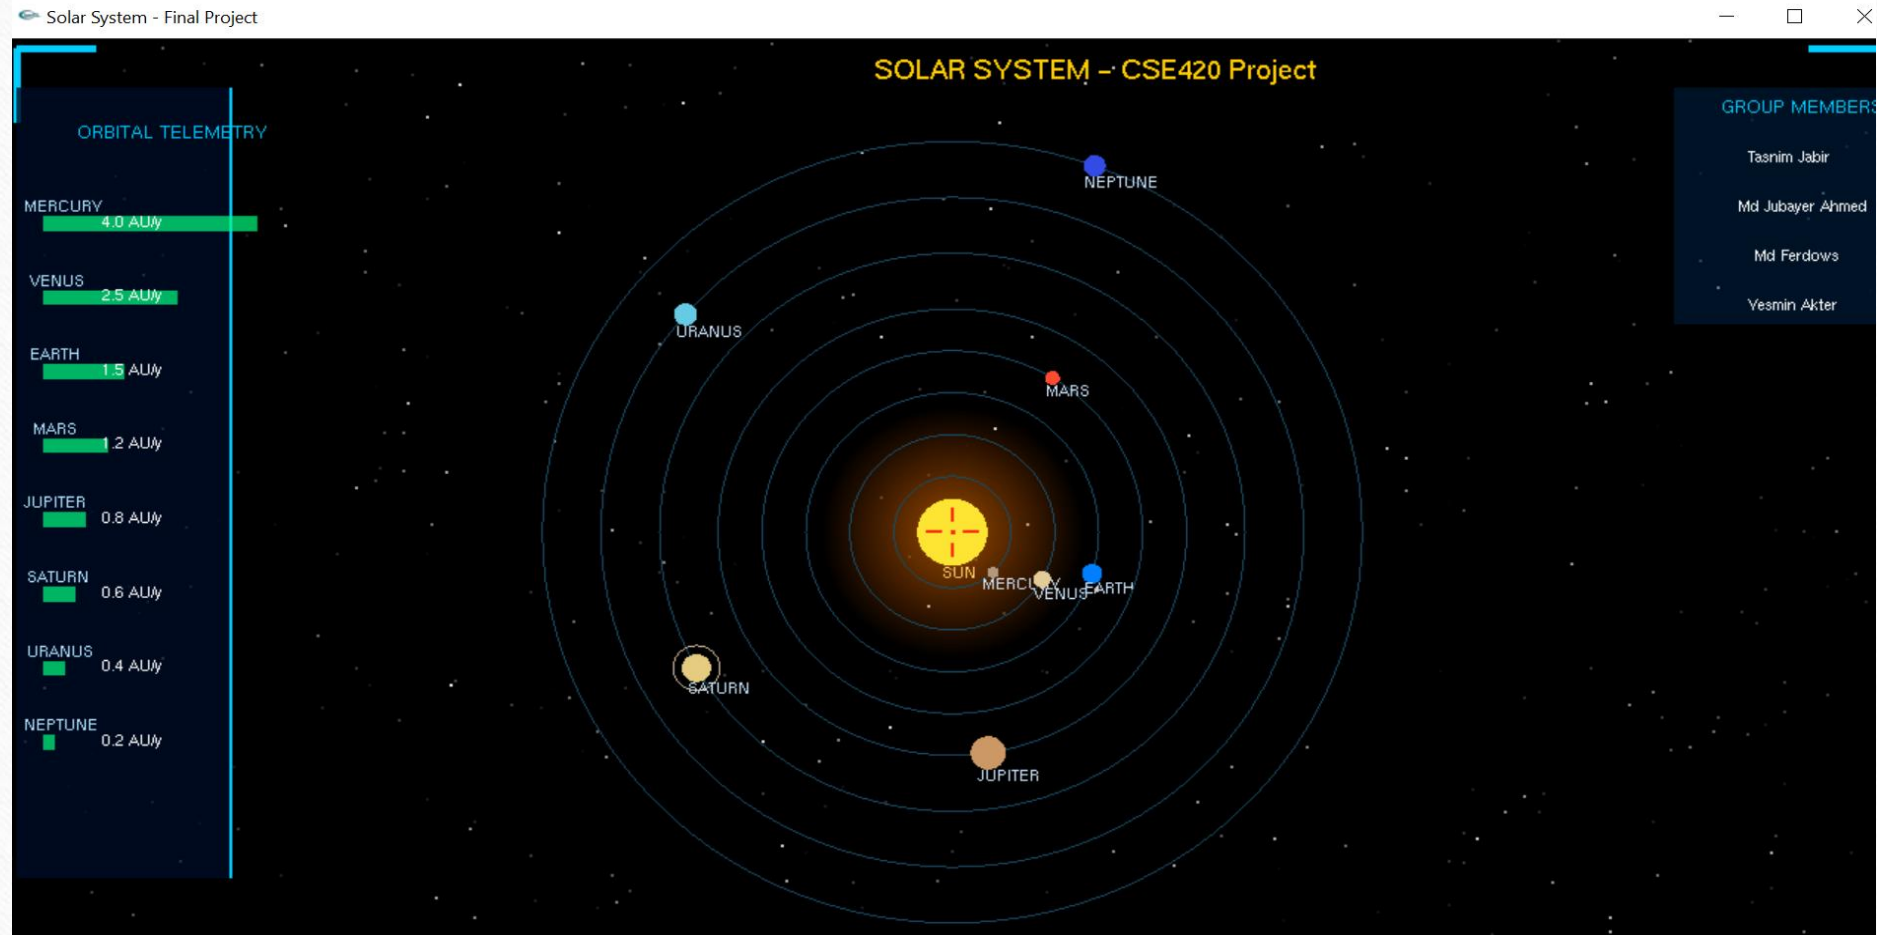 Solar System - Final Project
SOLAR SYSTEM – CSE420 Project
ORBITAL TELEMETRY
MERCURY
4.0 AU/y
VENUS
2.5 AU/y
EARTH
1.5 AU/y
MARS
1.2 AU/y
JUPITER
0.8 AU/y
SATURN
0.6 AU/y
URANUS
0.4 AU/y
NEPTUNE
0.2 AU/y
NEPTUNE
URANUS
MARS
SUN
MERCURY
VENUS
EARTH
SATURN
JUPITER
GROUP MEMBERS
Tasnim Jabir
Md Jubayer Ahmed
Md Ferdows
Yesmin Akter